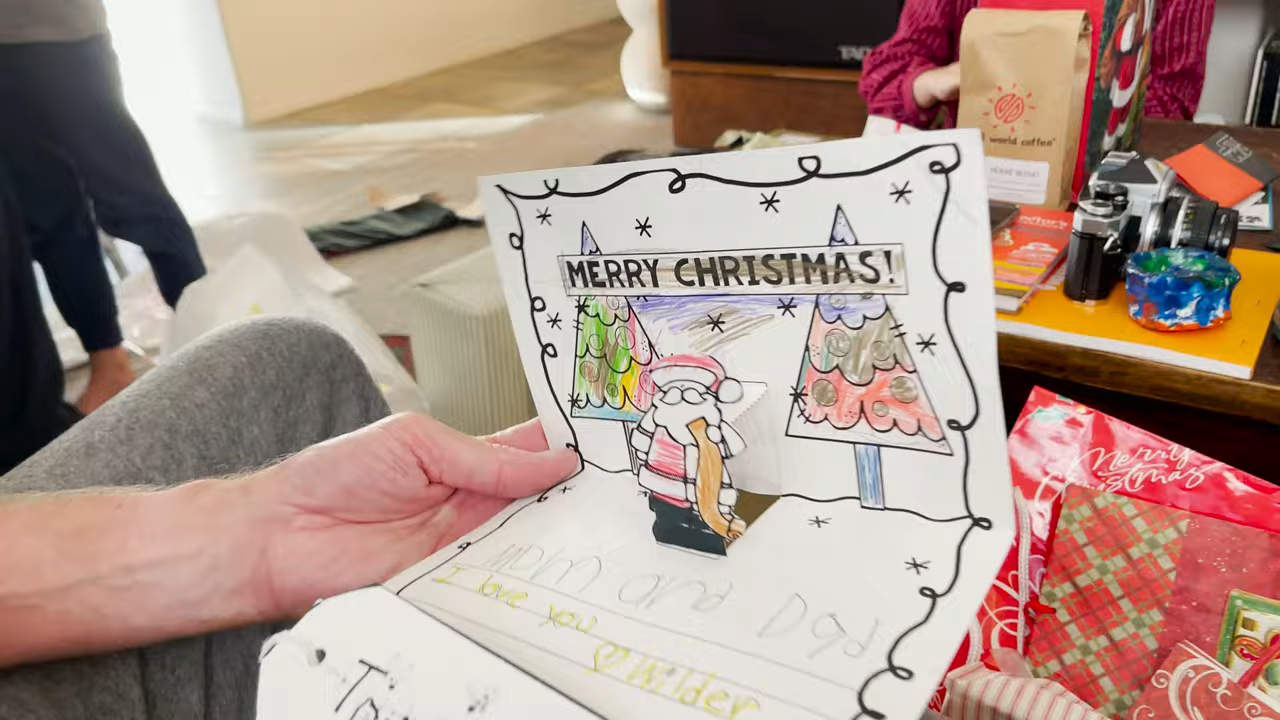 world coffee
MERRY CHRISTMAS!
Merry
Christmas
Mom and Dad
I love you
Wilder